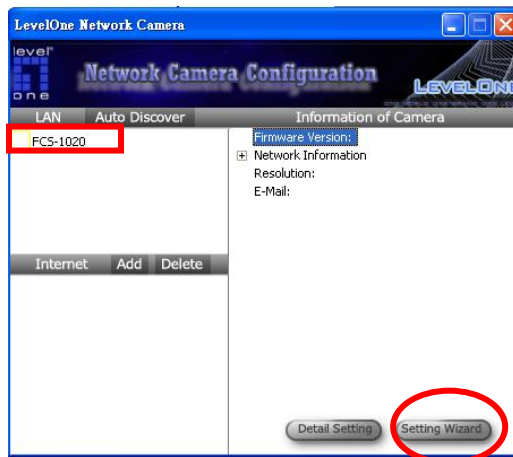 LevelOne Network Camera
level
one
Network Camera Configuration
LEVELONE
LAN Auto Discover
Information of Camera
FCS-1020
Firmware Version:
Network Information
Resolution:
E-Mail:
Internet Add Delete
Detail Setting Setting Wizard